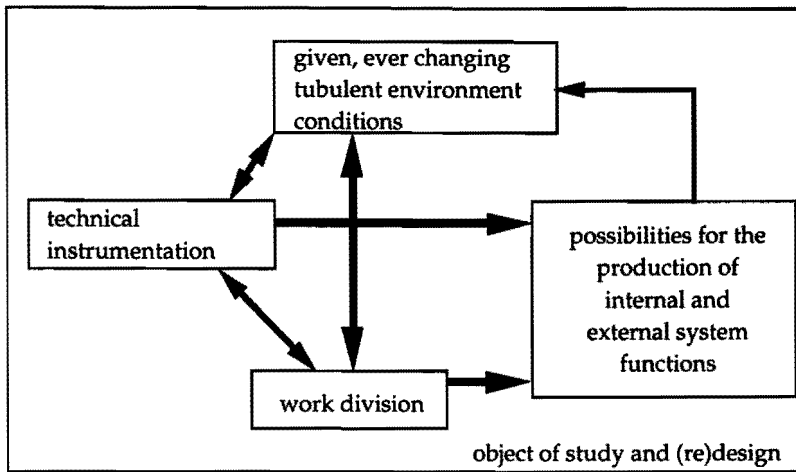 given, ever changing
tubulent environment
conditions
technical
instrumentation
possibilities for the
production of
internal and
external system
functions
work division
object of study and (re)design